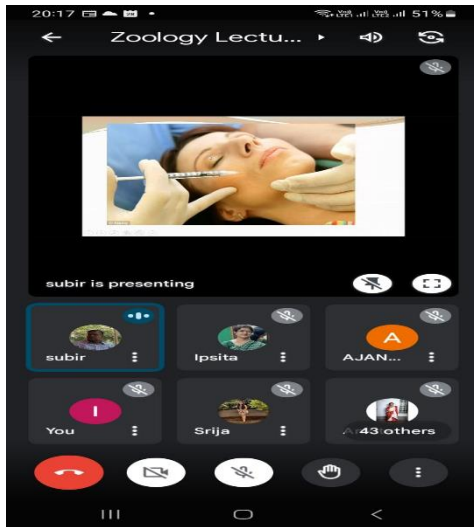 20:17 51%
Zoology Lectu...
subir is presenting
subir Ipsita A AJAN...
I You Srija 43 others